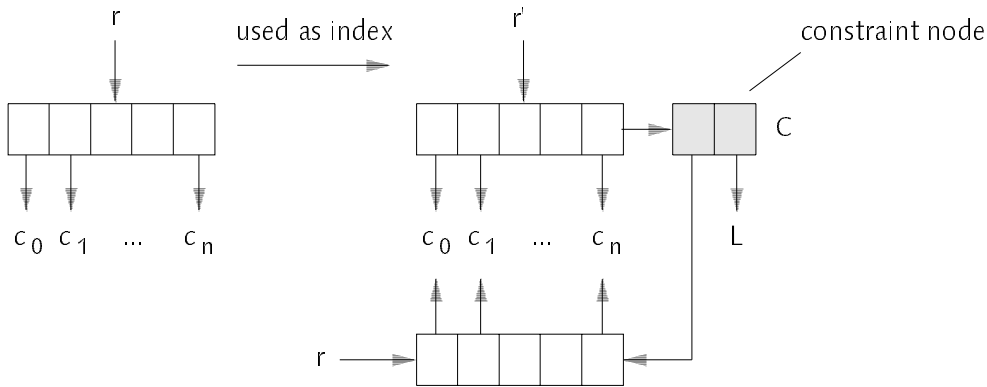 r
used as index
r'
constraint node
C
c0 c1 ... cn
c0 c1 ... cn
L
r